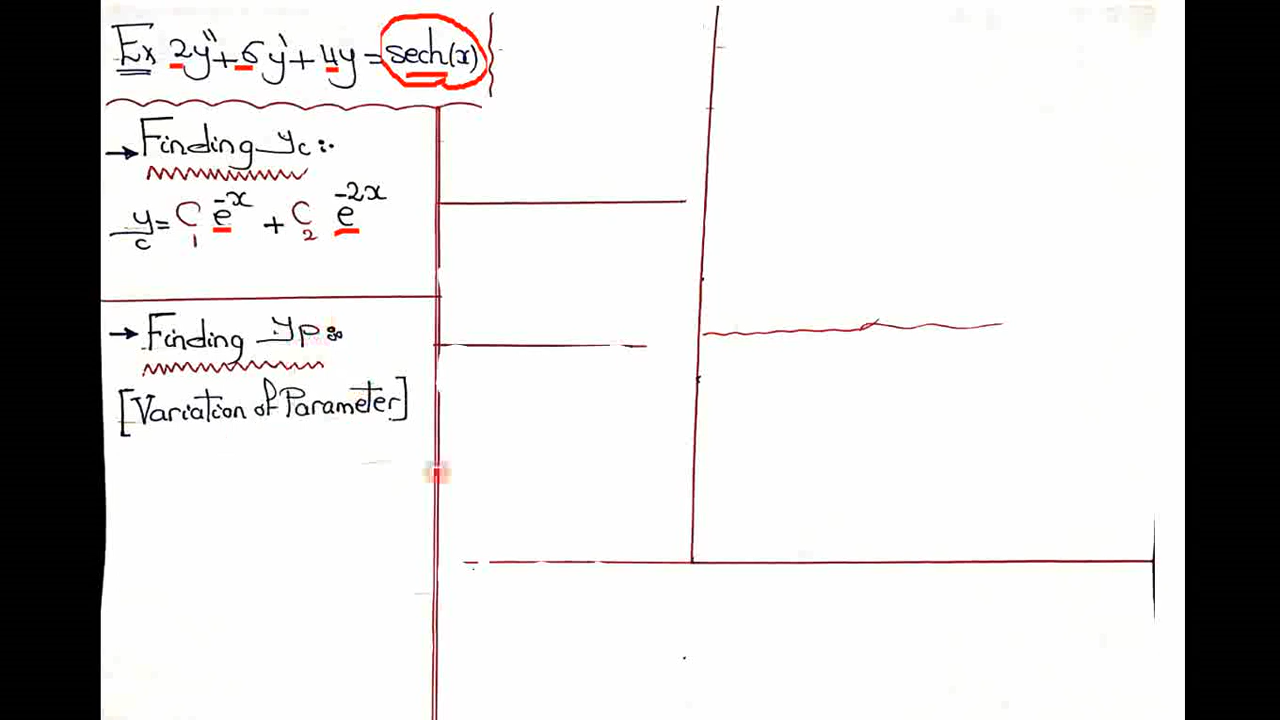 Ex 2y''+6y'+4y=sech(x)
→ Finding yc:
yc=C1 e^-x + C2 e^-2x
→ Finding yp:
[Variation of Parameter]